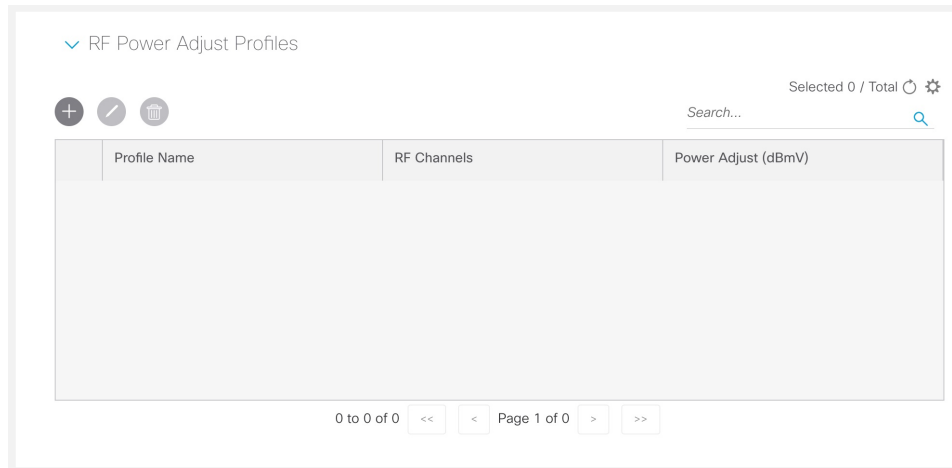 RF Power Adjust Profiles
Selected 0 / Total
Search...
Profile Name RF Channels Power Adjust (dBmV)
0 to 0 of 0 << < Page 1 of 0 > >>